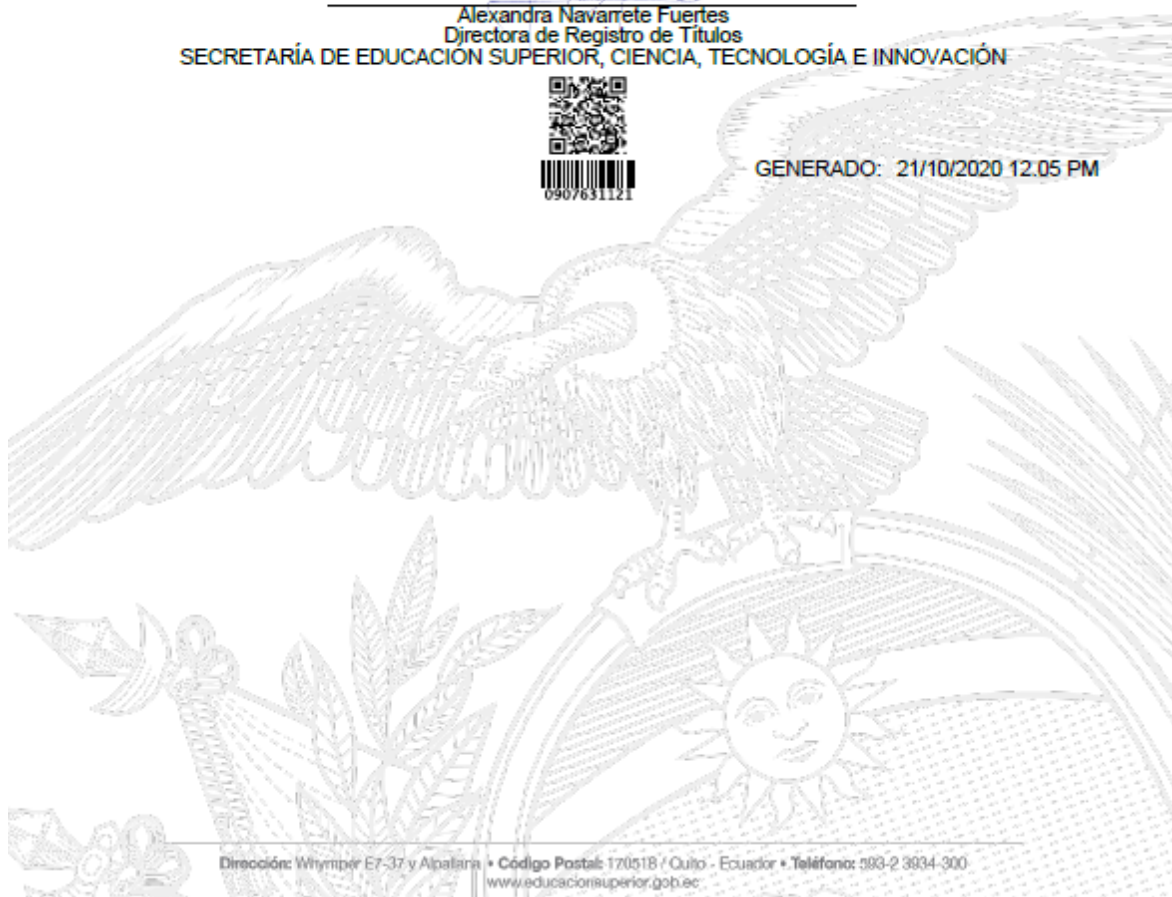 Alexandra Navarrete Fuertes
Directora de Registro de Títulos
SECRETARÍA DE EDUCACIÓN SUPERIOR, CIENCIA, TECNOLOGÍA E INNOVACIÓN
GENERADO: 21/10/2020 12.05 PM
0907631121
Dirección: Whymper E7-37 y Alpallana • Código Postal: 170518 / Quito - Ecuador • Teléfono: 593-2 3934-300
www.educacionsuperior.gob.ec